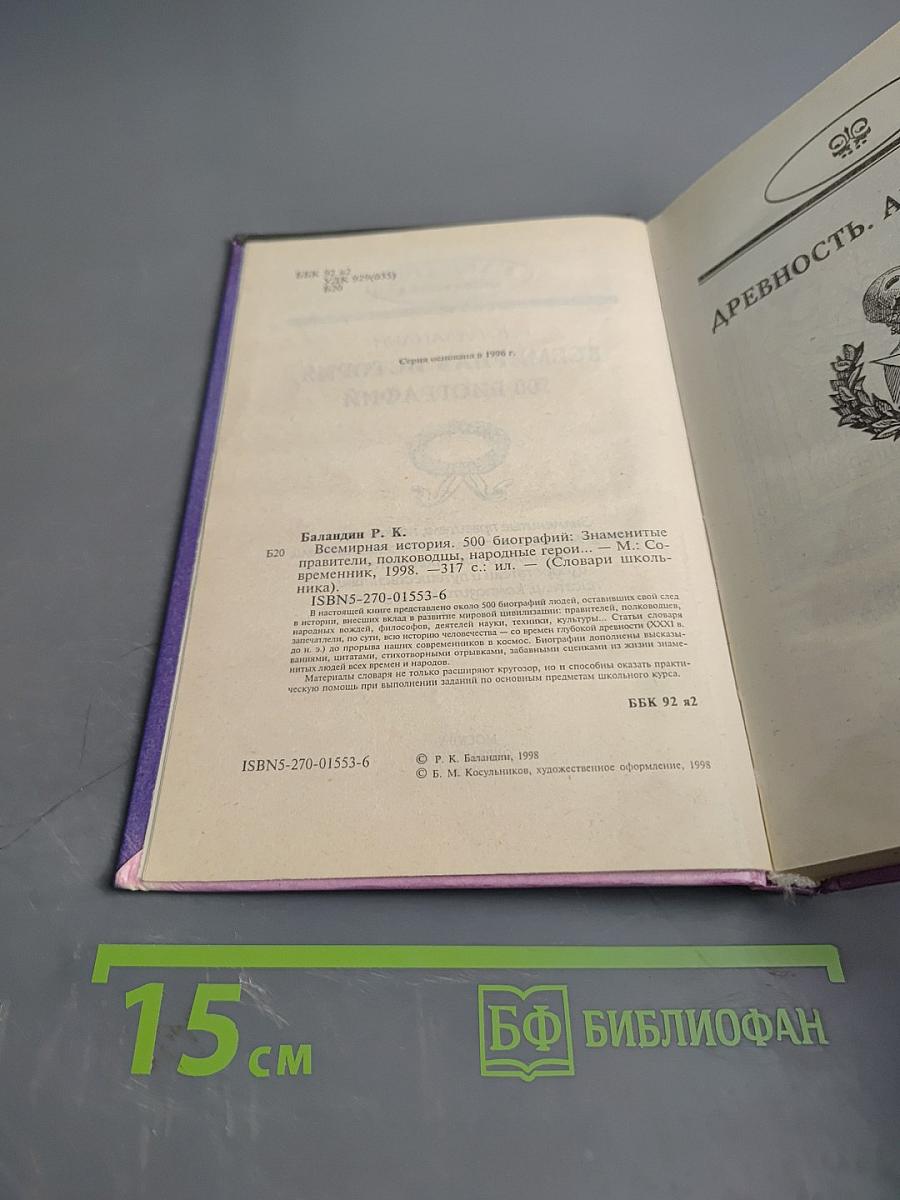 ББК 92 я2
УДК 929(035)
Б20
Серия основана в 1996 г.
Баландин Р. К.
Б20 Всемирная история. 500 биографий: Знаменитые
правители, полководцы, народные герои... — М.: Со-
временник, 1998. —317 с.: ил. — (Словари школь-
ника).
ISBN5-270-01553-6
В настоящей книге представлено около 500 биографий людей, оставивших свой след
в истории, внесших вклад в развитие мировой цивилизации: правителей, полководцев,
народных вождей, философов, деятелей науки, техники, культуры... Статьи словаря
запечатлели, по сути, всю историю человечества — со времен глубокой древности (XXXI в.
до н. э.) до прорыва наших современников в космос. Биографии дополнены высказы-
ваниями, цитатами, стихотворными отрывками, забавными сценками из жизни знаме-
нитых людей всех времен и народов.
Материалы словаря не только расширяют кругозор, но и способны оказать практи-
ческую помощь при выполнении заданий по основным предметам школьного курса.
ББК 92 я2
ISBN5-270-01553-6
© Р. К. Баландин, 1998
© Б. М. Косульников, художественное оформление, 1998
ДРЕВНОСТЬ. А
15 см
БФ БИБЛИОФАН